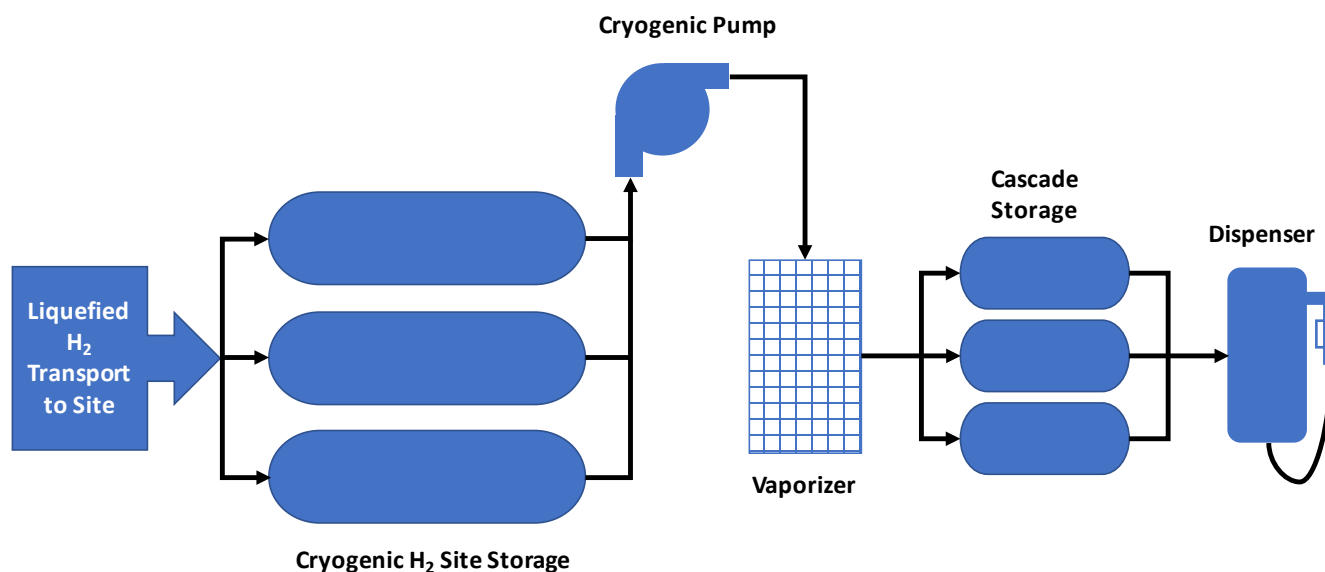 Cryogenic Pump
Cascade
Storage
Dispenser
Liquefied
H₂
Transport
to Site
Vaporizer
Cryogenic H₂ Site Storage